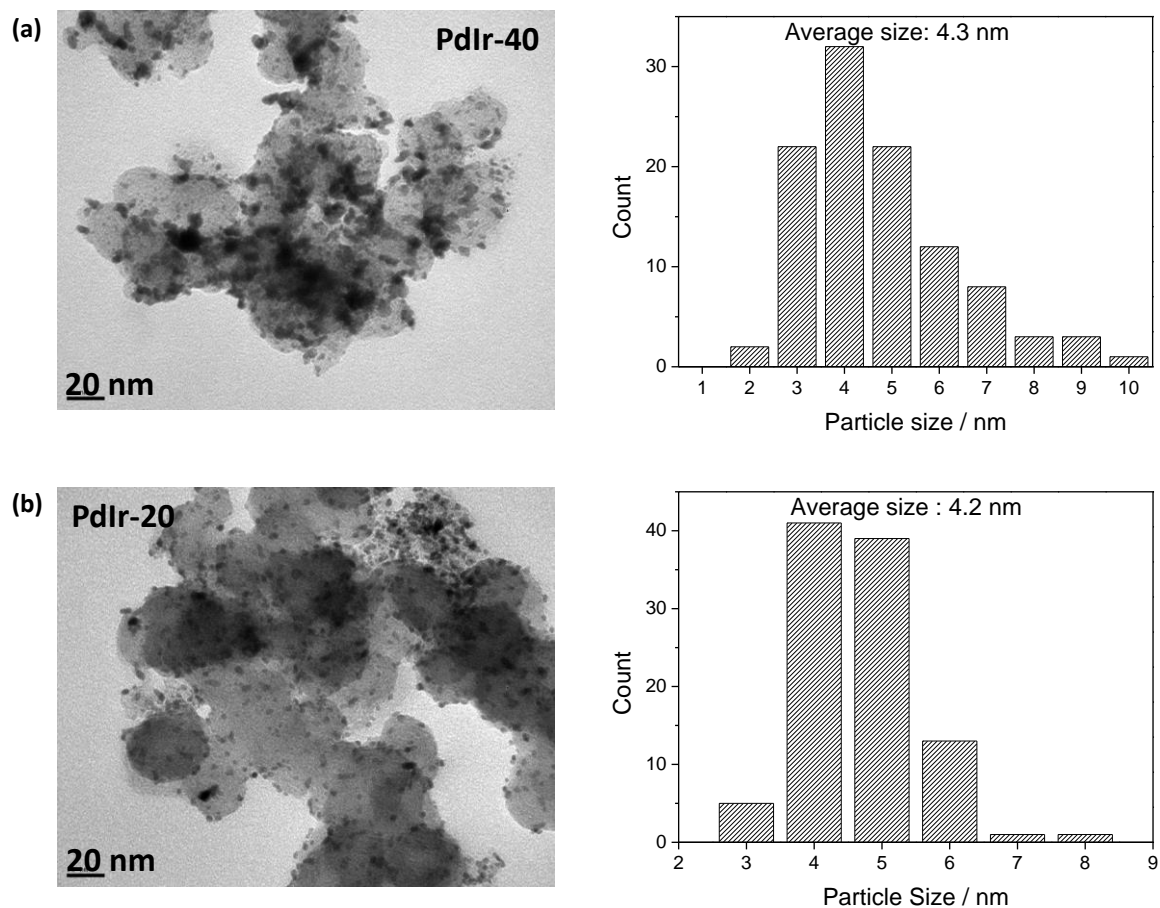 (a)
PdIr-40
20 nm
Average size: 4.3 nm
30
20
10
0
Count
1 2 3 4 5 6 7 8 9 10
Particle size / nm
(b)
PdIr-20
20 nm
Average size : 4.2 nm
40
30
20
10
0
Count
2 3 4 5 6 7 8 9
Particle Size / nm